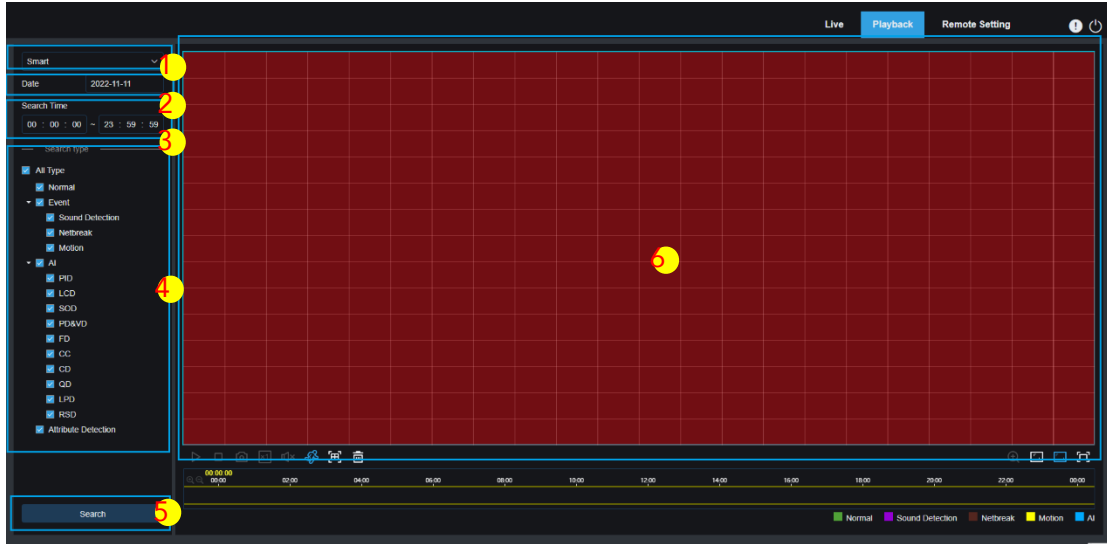 Live Playback Remote Setting
Smart
1
Date 2022-11-11
2
Search Time
00 : 00 : 00 ~ 23 : 59 : 59
3
Search type
All Type
Normal
Event
Sound Detection
Netbreak
Motion
AI
PID
LCD
4
SOD
PD&VD
FD
CC
CD
QD
LPD
RSD
Attribute Detection
6
x1
00:00:00
00:00 02:00 04:00 06:00 08:00 10:00 12:00 14:00 16:00 18:00 20:00 22:00 00:00
Search
5
Normal Sound Detection Netbreak Motion AI